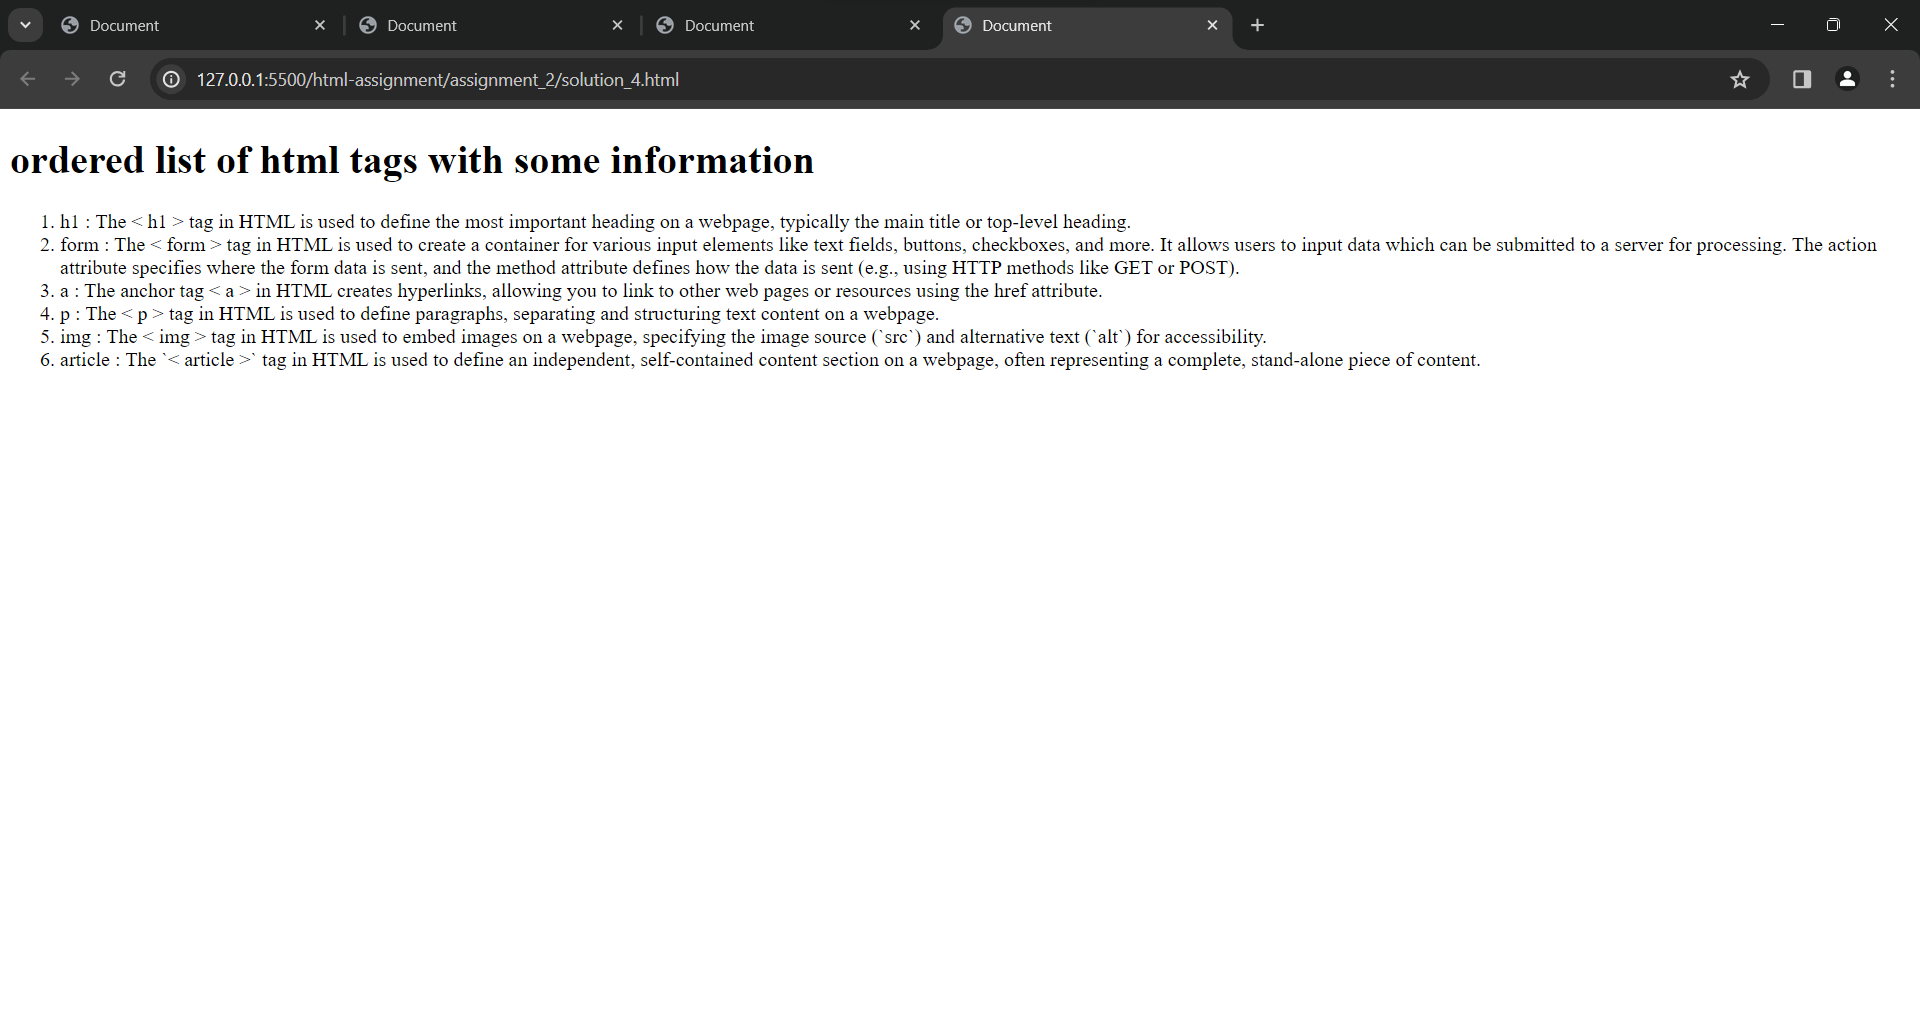 Document
Document
Document
Document
127.0.0.1:5500/html-assignment/assignment_2/solution_4.html
ordered list of html tags with some information
1. h1 : The < h1 > tag in HTML is used to define the most important heading on a webpage, typically the main title or top-level heading.
2. form : The < form > tag in HTML is used to create a container for various input elements like text fields, buttons, checkboxes, and more. It allows users to input data which can be submitted to a server for processing. The action
attribute specifies where the form data is sent, and the method attribute defines how the data is sent (e.g., using HTTP methods like GET or POST).
3. a : The anchor tag < a > in HTML creates hyperlinks, allowing you to link to other web pages or resources using the href attribute.
4. p : The < p > tag in HTML is used to define paragraphs, separating and structuring text content on a webpage.
5. img : The < img > tag in HTML is used to embed images on a webpage, specifying the image source (`src`) and alternative text (`alt`) for accessibility.
6. article : The `< article >` tag in HTML is used to define an independent, self-contained content section on a webpage, often representing a complete, stand-alone piece of content.